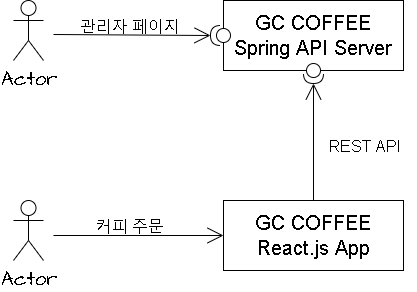 관리자 페이지
GC COFFEE
Spring API Server
Actor
REST API
커피 주문
GC COFFEE
React.js App
Actor